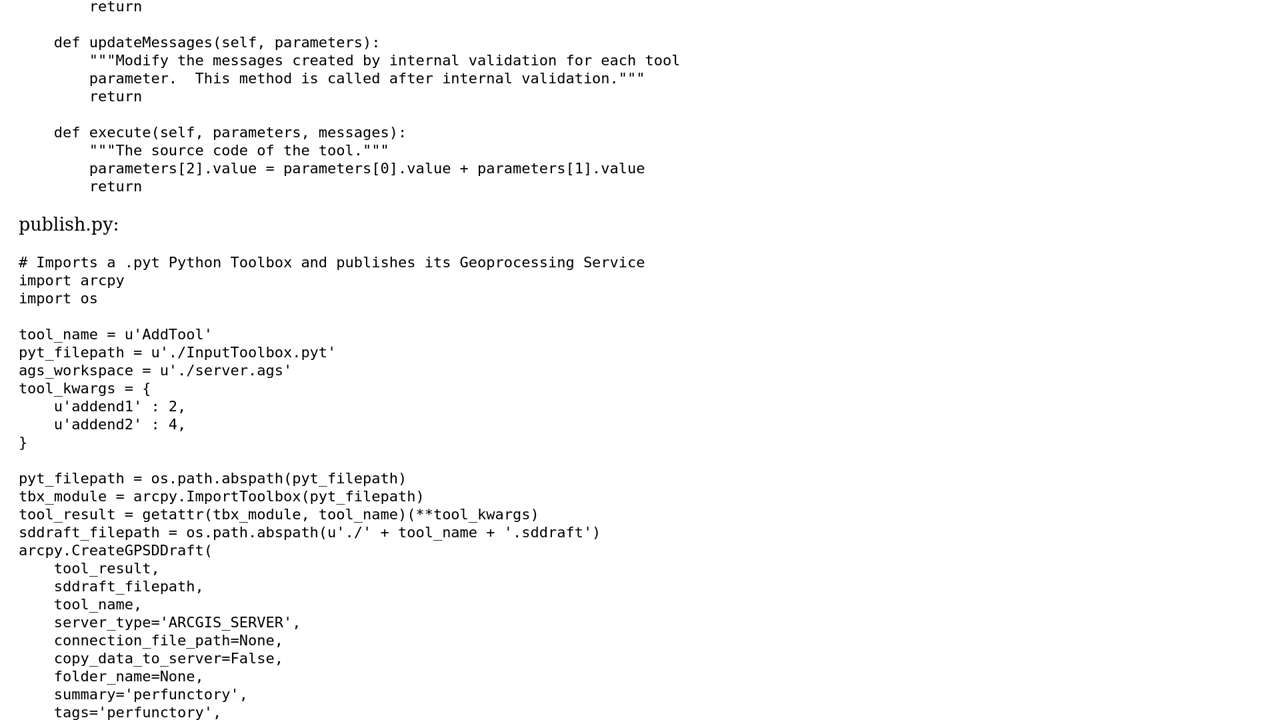 return

    def updateMessages(self, parameters):
        """Modify the messages created by internal validation for each tool
        parameter.  This method is called after internal validation."""
        return

    def execute(self, parameters, messages):
        """The source code of the tool."""
        parameters[2].value = parameters[0].value + parameters[1].value
        return

publish.py:

# Imports a .pyt Python Toolbox and publishes its Geoprocessing Service
import arcpy
import os

tool_name = u'AddTool'
pyt_filepath = u'./InputToolbox.pyt'
ags_workspace = u'./server.ags'
tool_kwargs = {
    u'addend1' : 2,
    u'addend2' : 4,
}

pyt_filepath = os.path.abspath(pyt_filepath)
tbx_module = arcpy.ImportToolbox(pyt_filepath)
tool_result = getattr(tbx_module, tool_name)(**tool_kwargs)
sddraft_filepath = os.path.abspath(u'./' + tool_name + '.sddraft')
arcpy.CreateGPSDDraft(
    tool_result,
    sddraft_filepath,
    tool_name,
    server_type='ARCGIS_SERVER',
    connection_file_path=None,
    copy_data_to_server=False,
    folder_name=None,
    summary='perfunctory',
    tags='perfunctory',